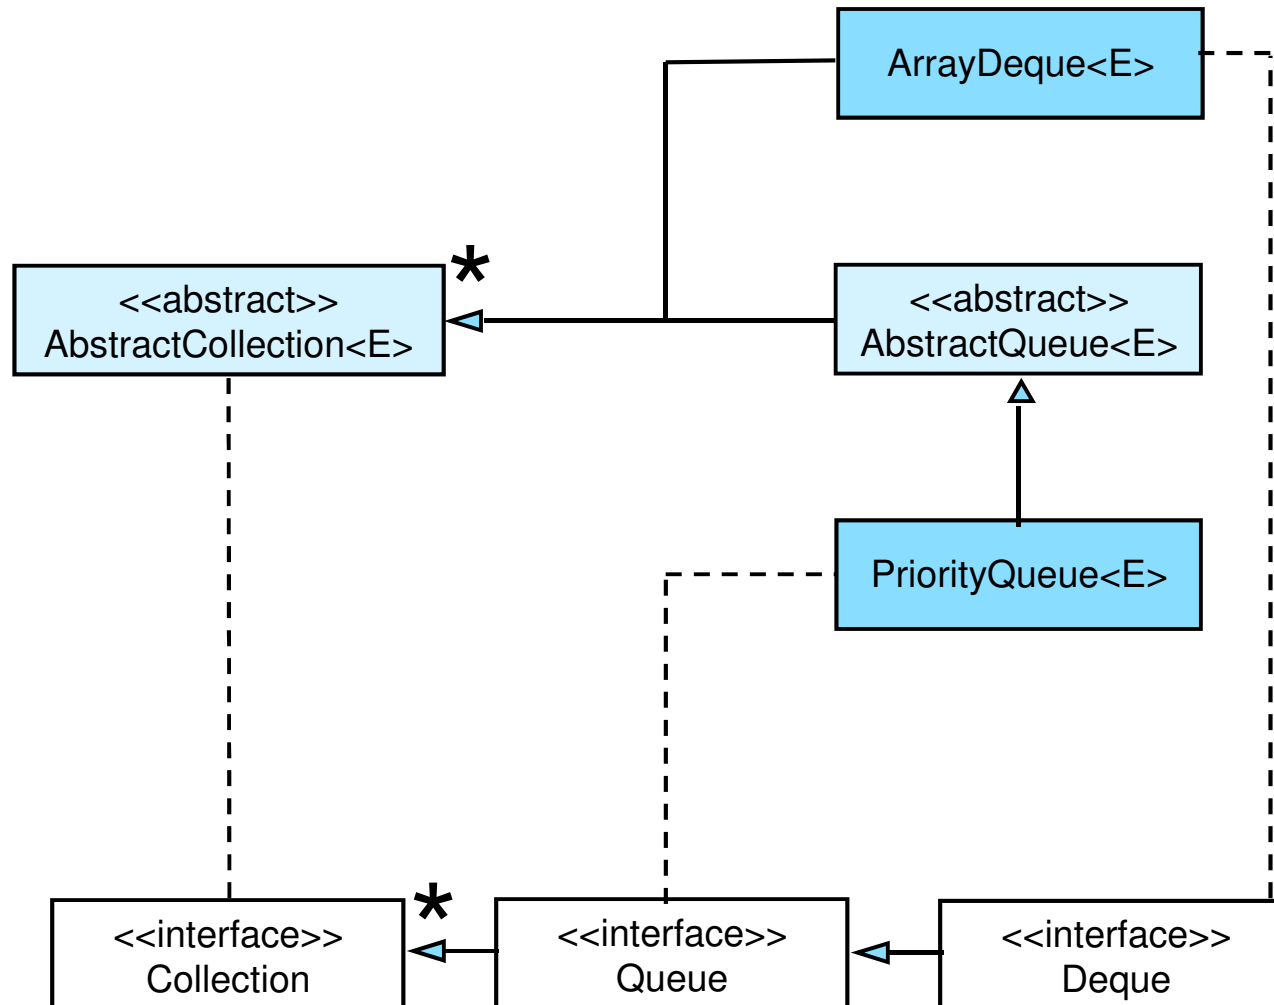 ArrayDeque<E>
*
<<abstract>>
AbstractCollection<E>
<<abstract>>
AbstractQueue<E>
PriorityQueue<E>
*
<<interface>>
Collection
<<interface>>
Queue
<<interface>>
Deque